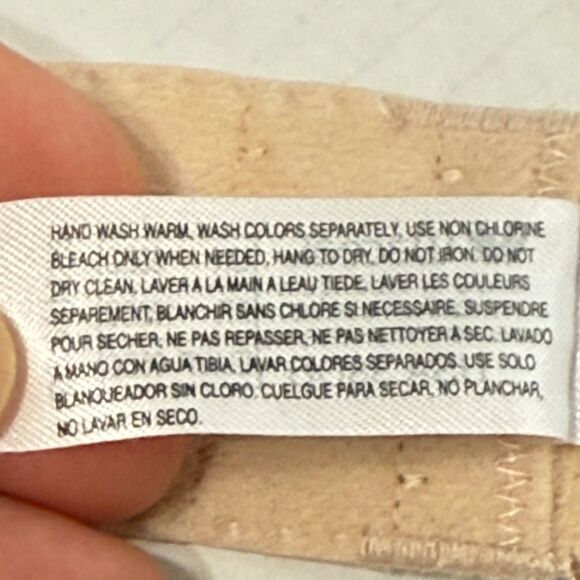 HAND WASH WARM, WASH COLORS SEPARATELY, USE NON CHLORINE
BLEACH ONLY WHEN NEEDED, HANG TO DRY. DO NOT IRON. DO NOT
DRY CLEAN. LAVER A LA MAIN A LEAU TIEDE, LAVER LES COULEURS
SEPAREMENT, BLANCHIR SANS CHLORE SI NECESSAIRE. SUSPENDRE
POUR SECHER, NE PAS REPASSER, NE PAS NETTOYER A SEC. LAVADO
A MANO CON AGUA TIBIA, LAVAR COLORES SEPARADOS. USE SOLO
BLANQUEADOR SIN CLORO. CUELGUE PARA SECAR. NO PLANCHAR,
NO LAVAR EN SECO.